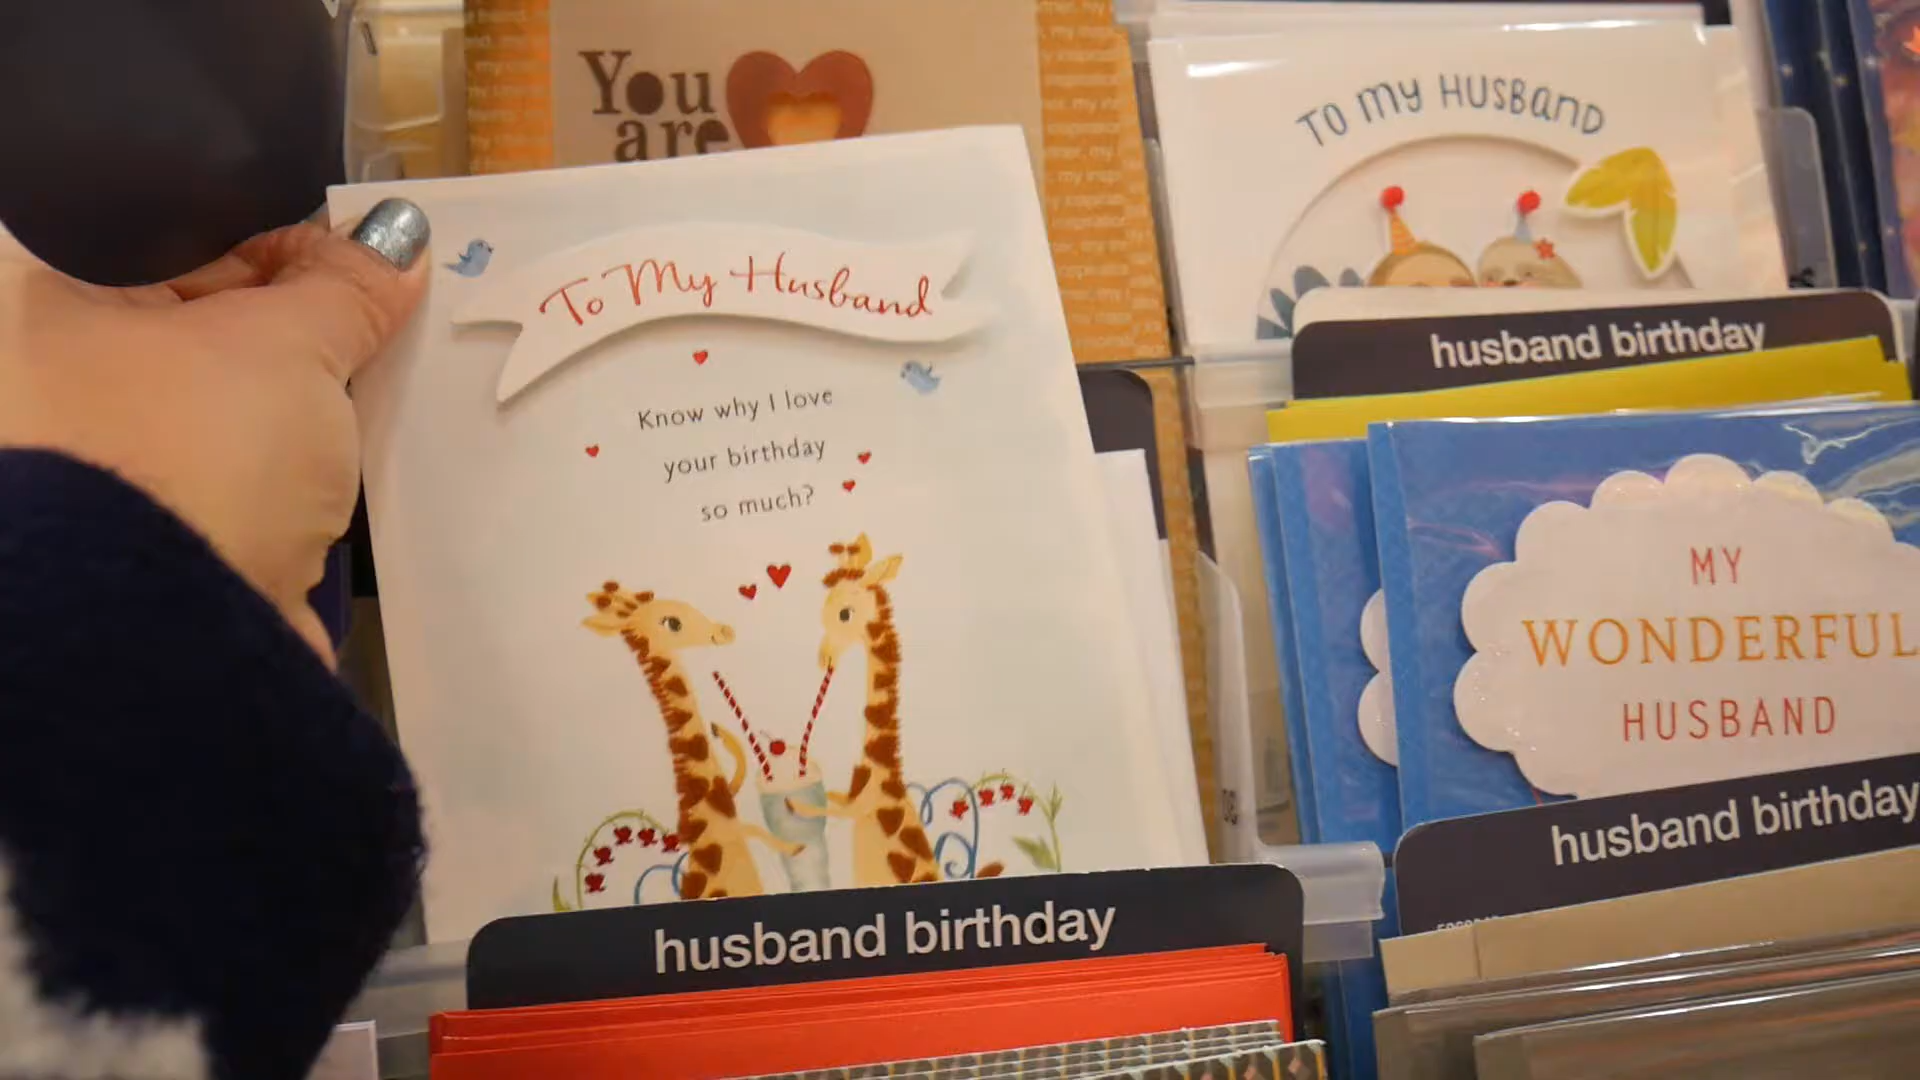 You
are
To My Husband
Know why I love
your birthday
so much?
husband birthday
TO MY HUSBAND
husband birthday
MY
WONDERFUL
HUSBAND
husband birthday